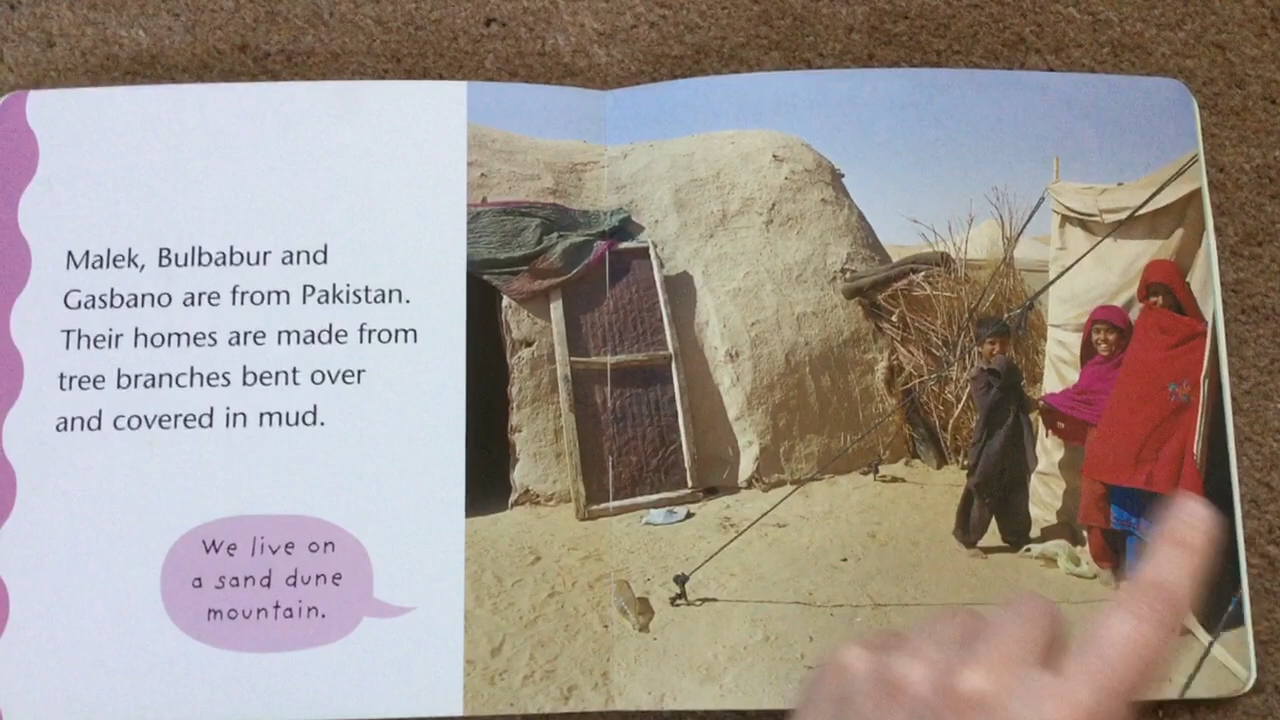 Malek, Bulbabur and
Gasbano are from Pakistan.
Their homes are made from
tree branches bent over
and covered in mud.
We live on
a sand dune
mountain.